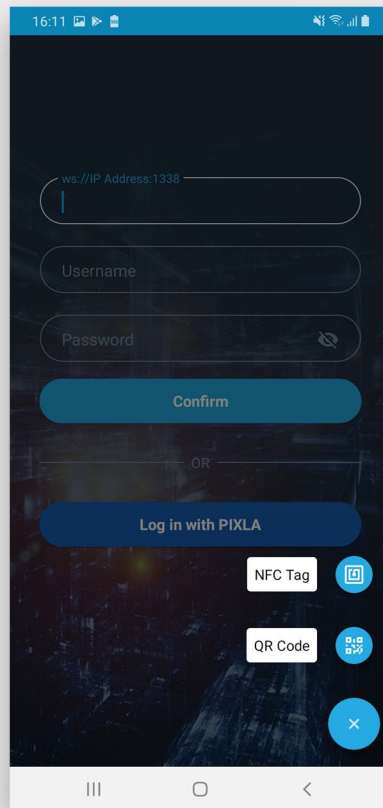 16:11
ws://IP Address:1338
Username
Password
Confirm
OR
Log in with PIXLA
NFC Tag
QR Code